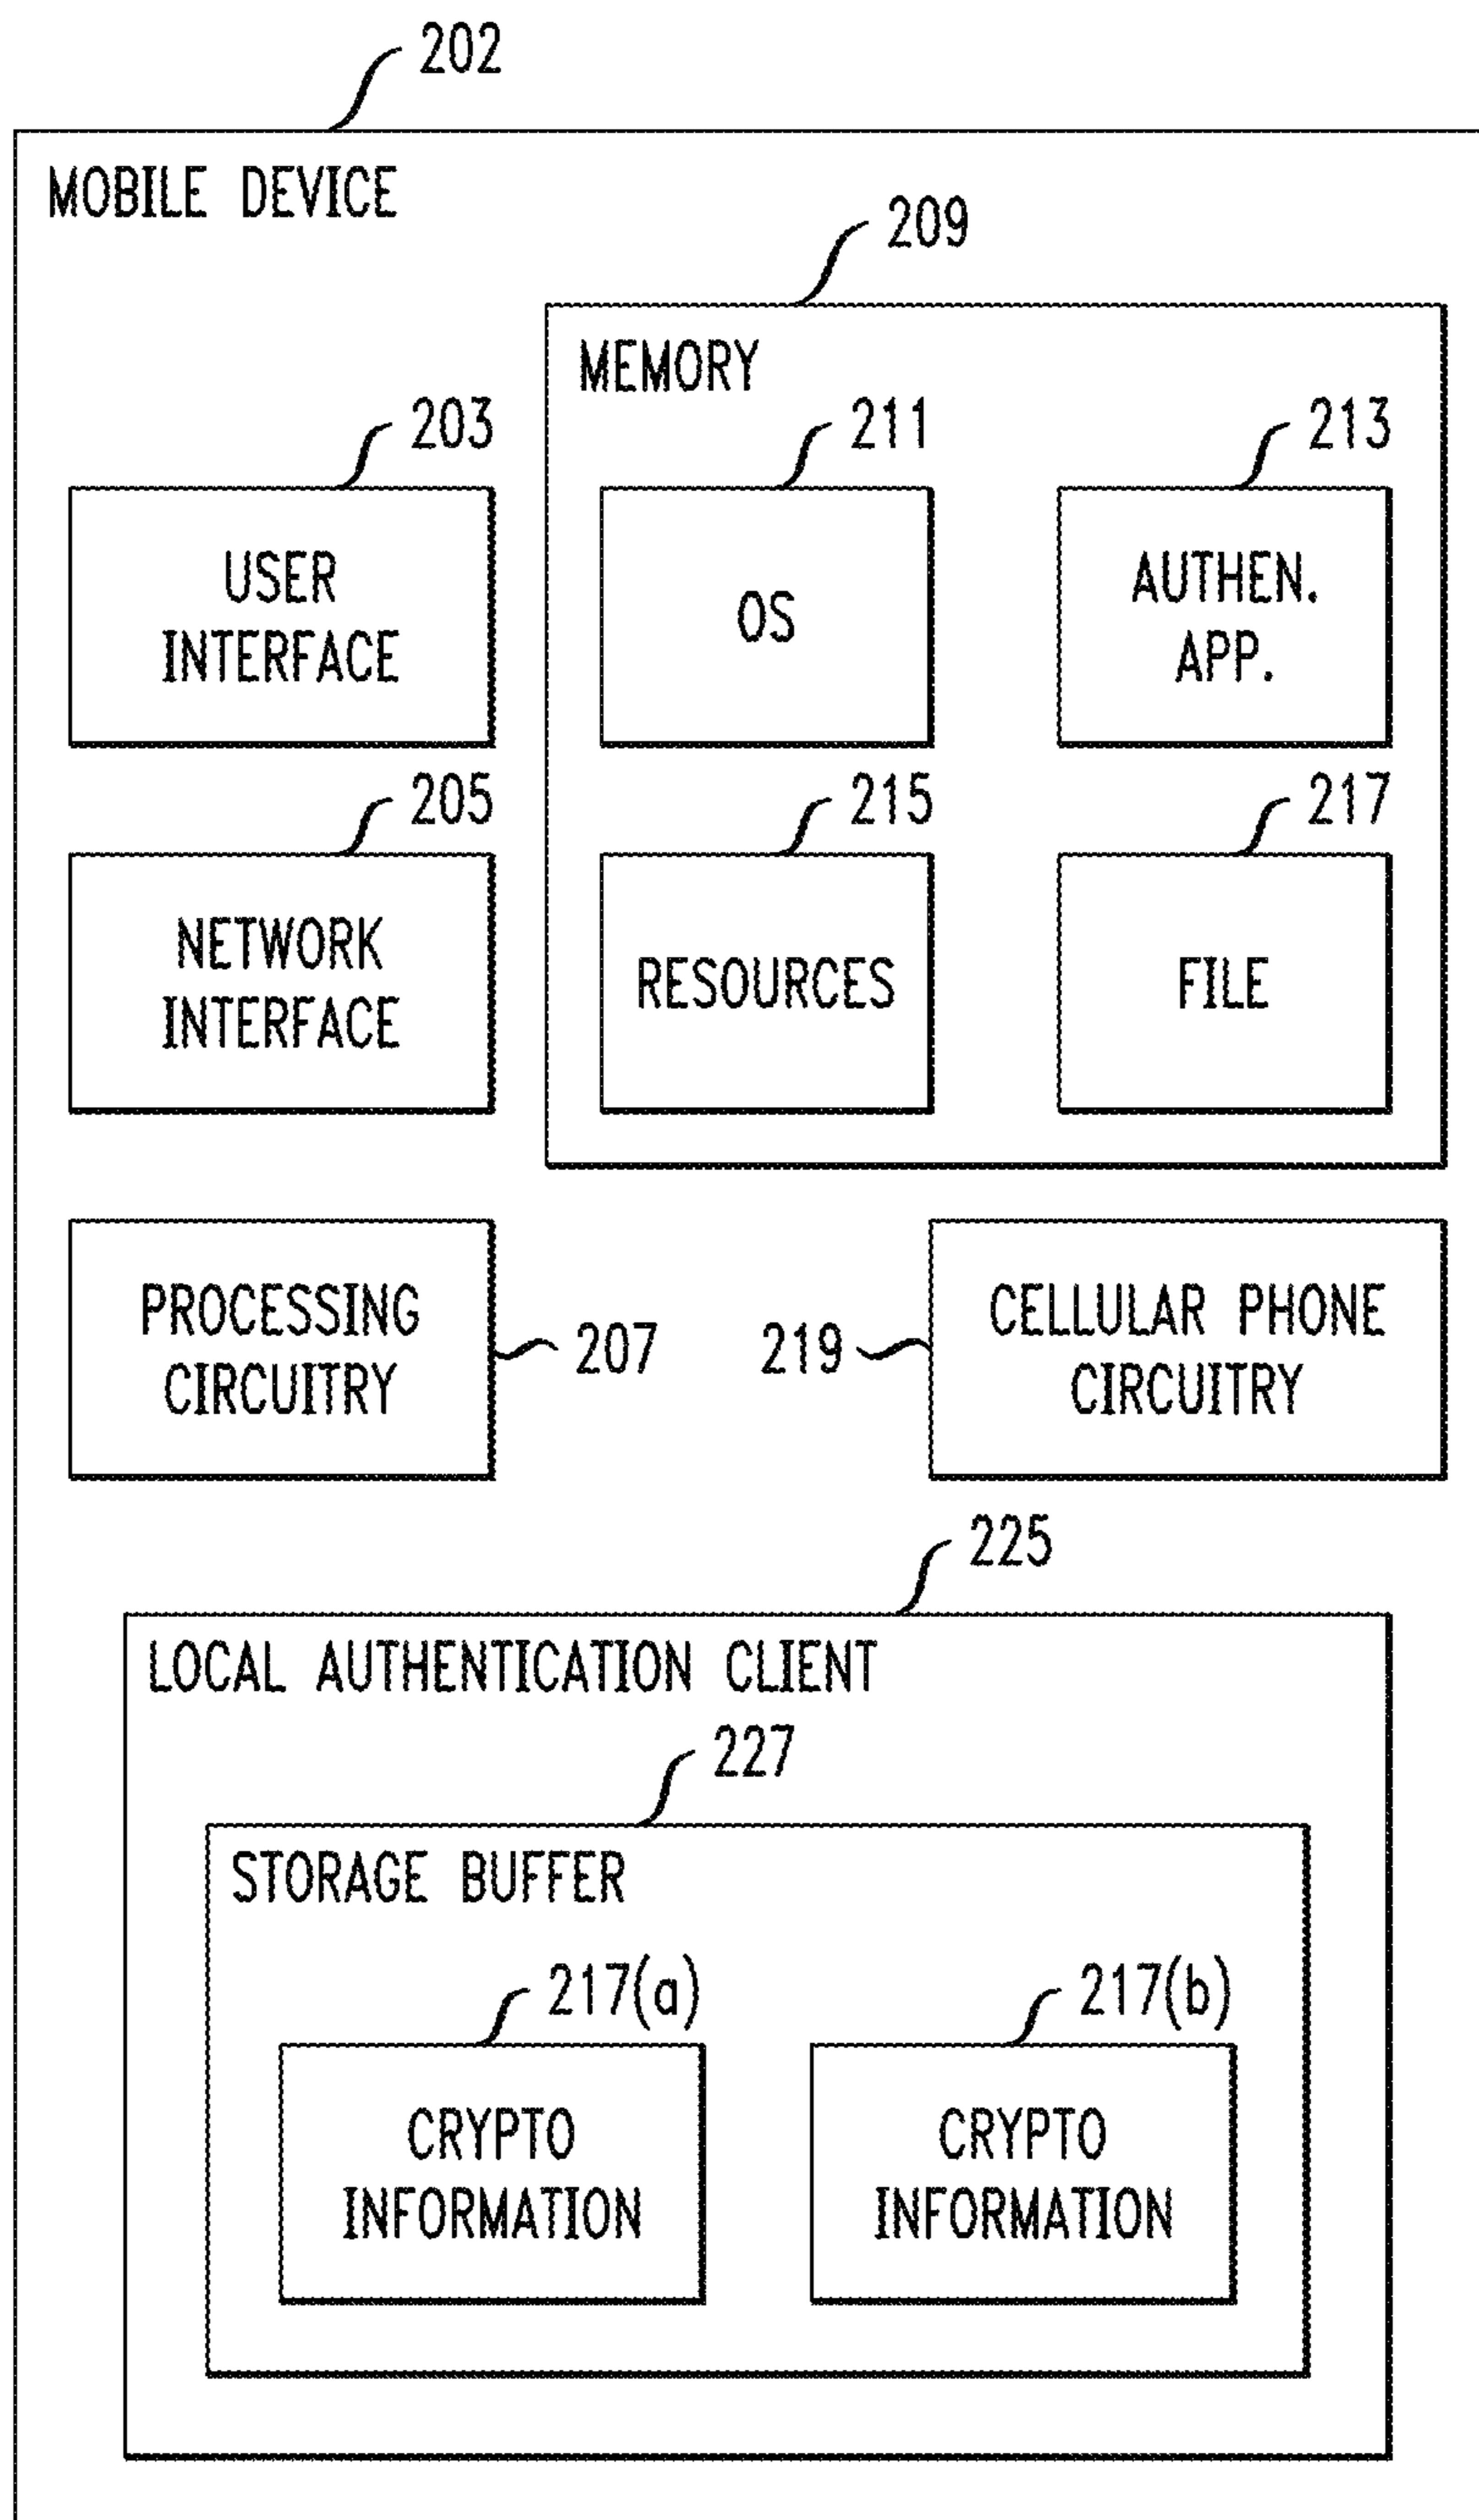 202
MOBILE DEVICE
209
MEMORY
203
211
213
USER
INTERFACE
OS
AUTHEN.
APP.
205
215
217
NETWORK
INTERFACE
RESOURCES
FILE
PROCESSING
CIRCUITRY
207
219
CELLULAR PHONE
CIRCUITRY
225
LOCAL AUTHENTICATION CLIENT
227
STORAGE BUFFER
217(a)
217(b)
CRYPTO
INFORMATION
CRYPTO
INFORMATION